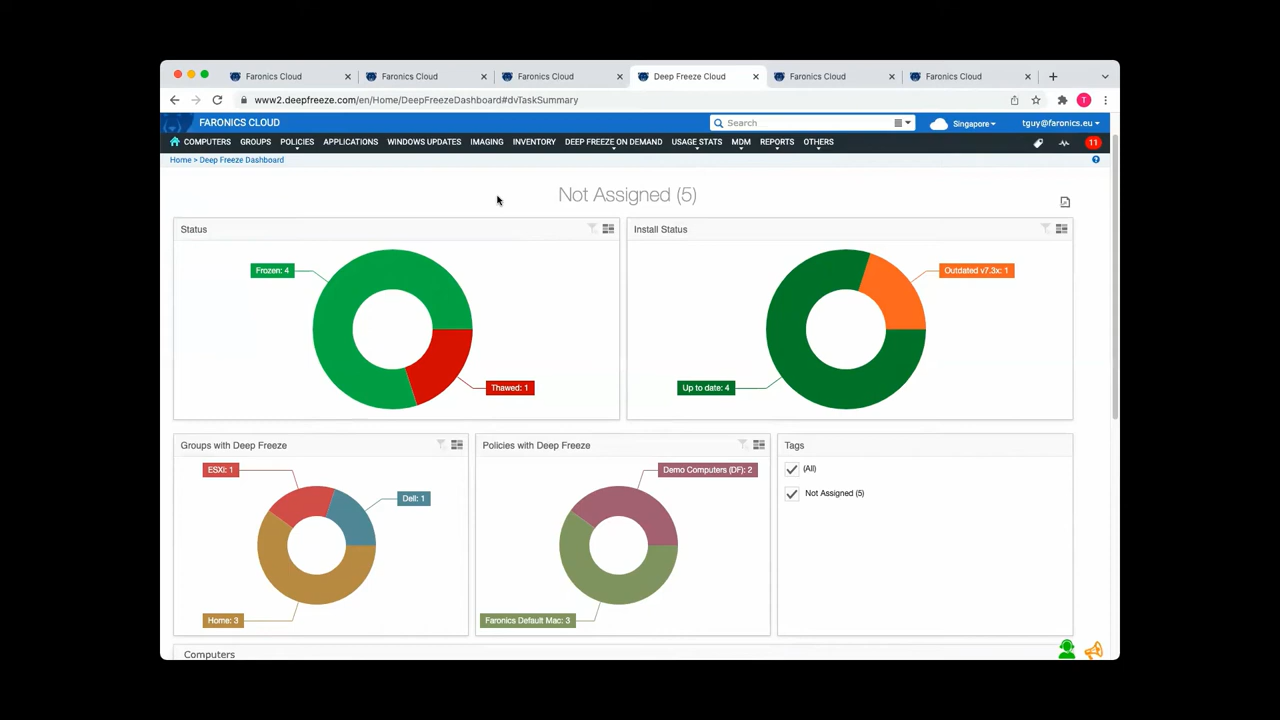 Faronics Cloud
Faronics Cloud
Faronics Cloud
Deep Freeze Cloud
Faronics Cloud
Faronics Cloud
www2.deepfreeze.com/en/Home/DeepFreezeDashboard#dvTaskSummary
T
FARONICS CLOUD
Search
Singapore
tguy@faronics.eu
COMPUTERS
GROUPS
POLICIES
APPLICATIONS
WINDOWS UPDATES
IMAGING
INVENTORY
DEEP FREEZE ON DEMAND
USAGE STATS
MDM
REPORTS
OTHERS
11
Home > Deep Freeze Dashboard
?
Not Assigned (5)
Status
Frozen: 4
Thawed: 1
Install Status
Outdated v7.3x: 1
Up to date: 4
Groups with Deep Freeze
ESXi: 1
Dell: 1
Home: 3
Policies with Deep Freeze
Demo Computers (DF): 2
Faronics Default Mac: 3
Tags
(All)
Not Assigned (5)
Computers